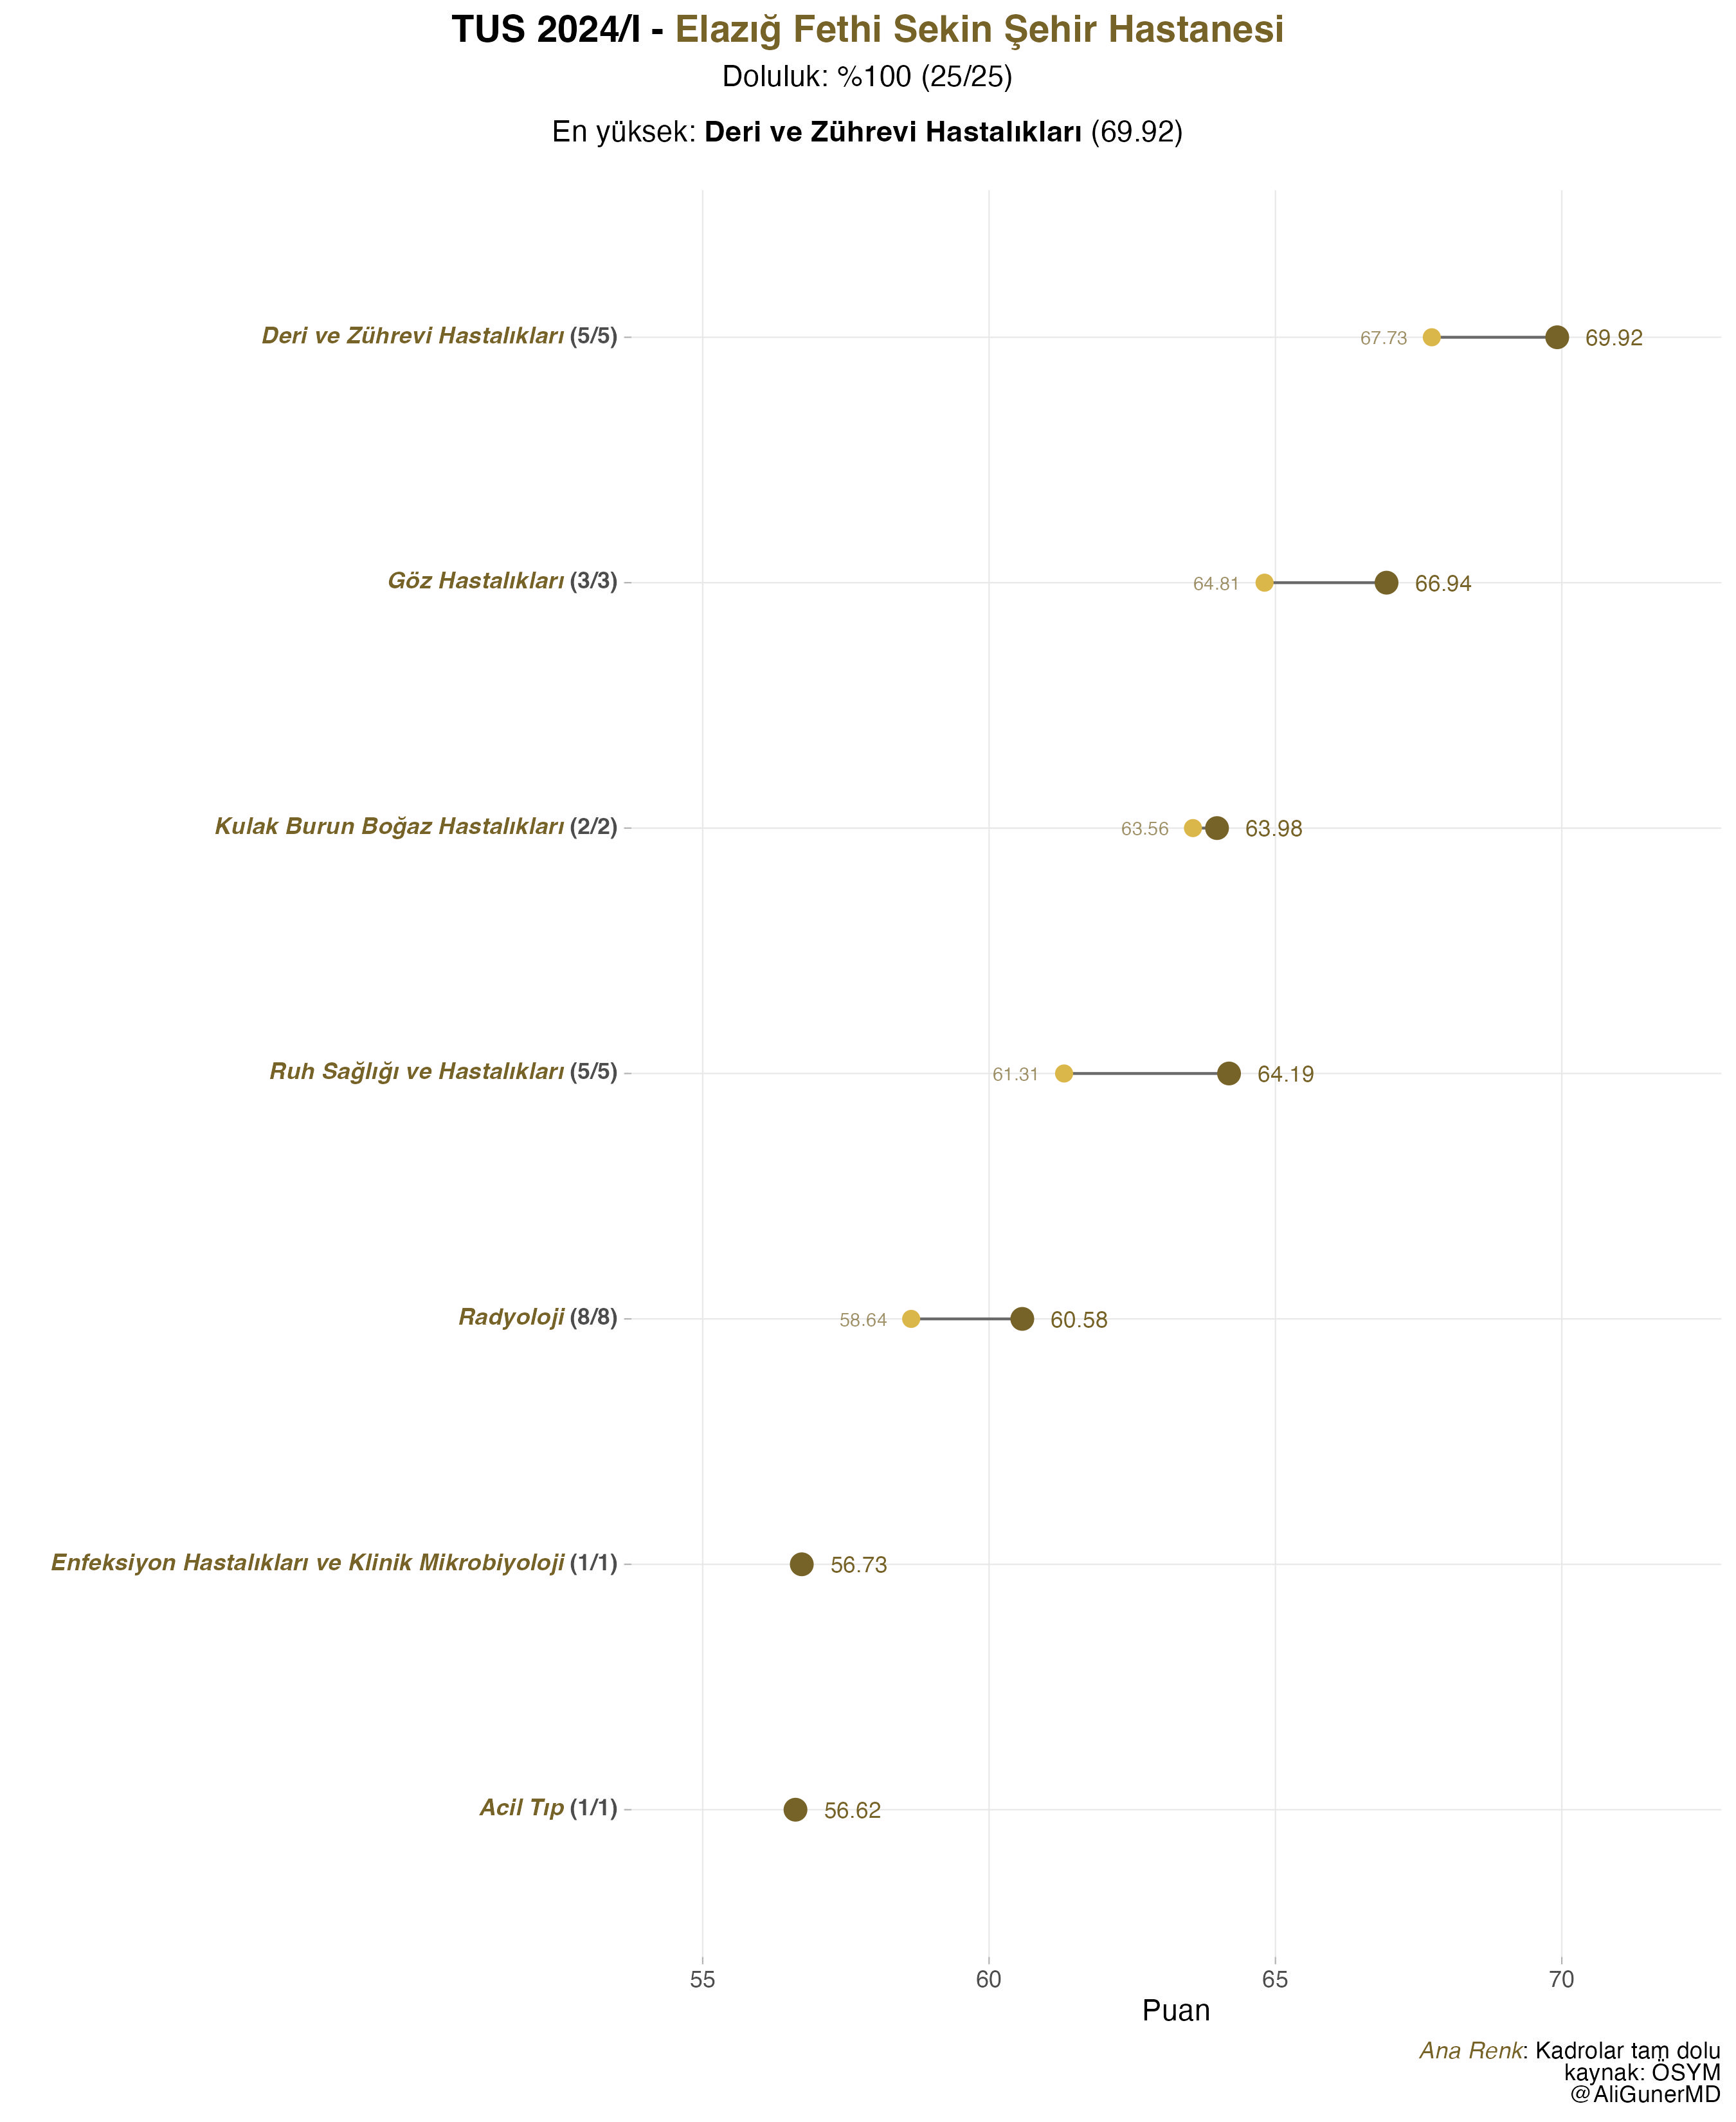 TUS 2024/I - Elazığ Fethi Sekin Şehir Hastanesi
Doluluk: %100 (25/25)
En yüksek: Deri ve Zührevi Hastalıkları (69.92)
Deri ve Zührevi Hastalıkları (5/5) 67.73 69.92
Göz Hastalıkları (3/3) 64.81 66.94
Kulak Burun Boğaz Hastalıkları (2/2) 63.56 63.98
Ruh Sağlığı ve Hastalıkları (5/5) 61.31 64.19
Radyoloji (8/8) 58.64 60.58
Enfeksiyon Hastalıkları ve Klinik Mikrobiyoloji (1/1) 56.73
Acil Tıp (1/1) 56.62
55 60 65 70
Puan
Ana Renk: Kadrolar tam dolu
kaynak: ÖSYM
@AliGunerMD